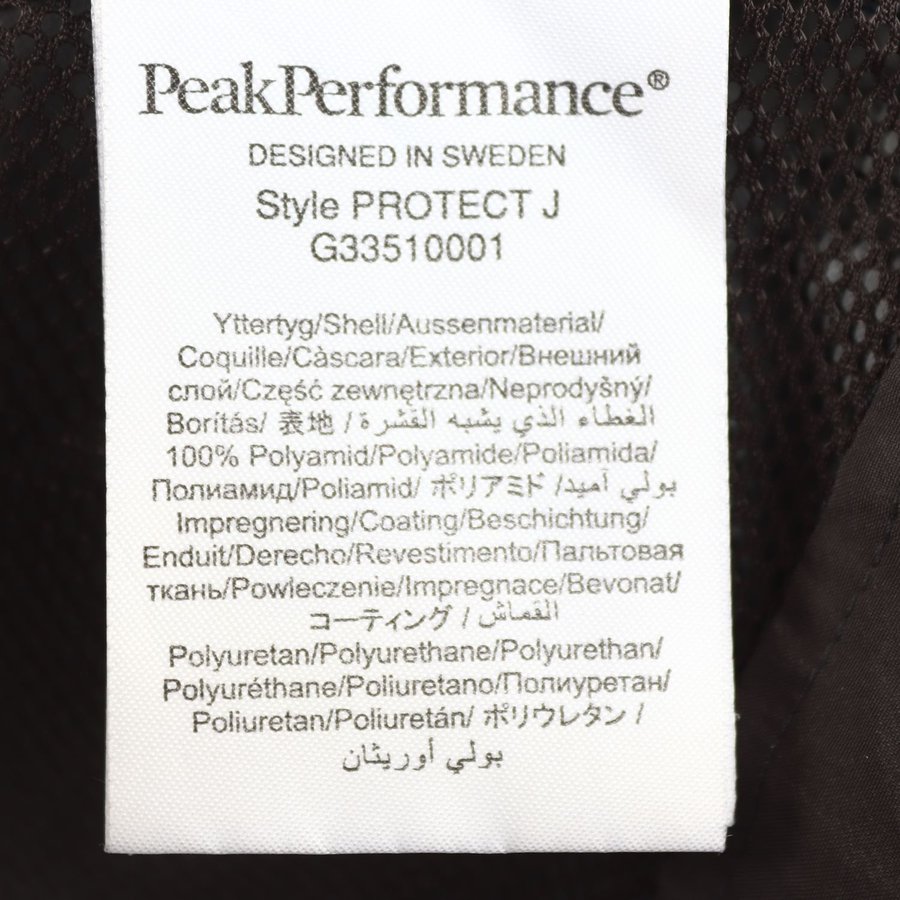 PeakPerformance®
DESIGNED IN SWEDEN
Style PROTECT J
G33510001
Yttertyg/Shell/Aussenmaterial/
Coquille/Càscara/Exterior/Внешний
слой/Część zewnętrzna/Neprodyšný/
Borítás/ 表地 / الغطاء الذي يشبه القشرة
100% Polyamid/Polyamide/Poliamida/
Полиамид/Poliamid/ ポリアミド /بولي آميد
Impregnering/Coating/Beschichtung/
Enduit/Derecho/Revestimento/Пальтовая
ткань/Powleczenie/Impregnace/Bevonat/
コーティング / القماش
Polyuretan/Polyurethane/Polyurethan/
Polyuréthane/Poliuretano/Полиуретан/
Poliuretan/Poliuretán/ ポリウレタン /
بولي أوريثان